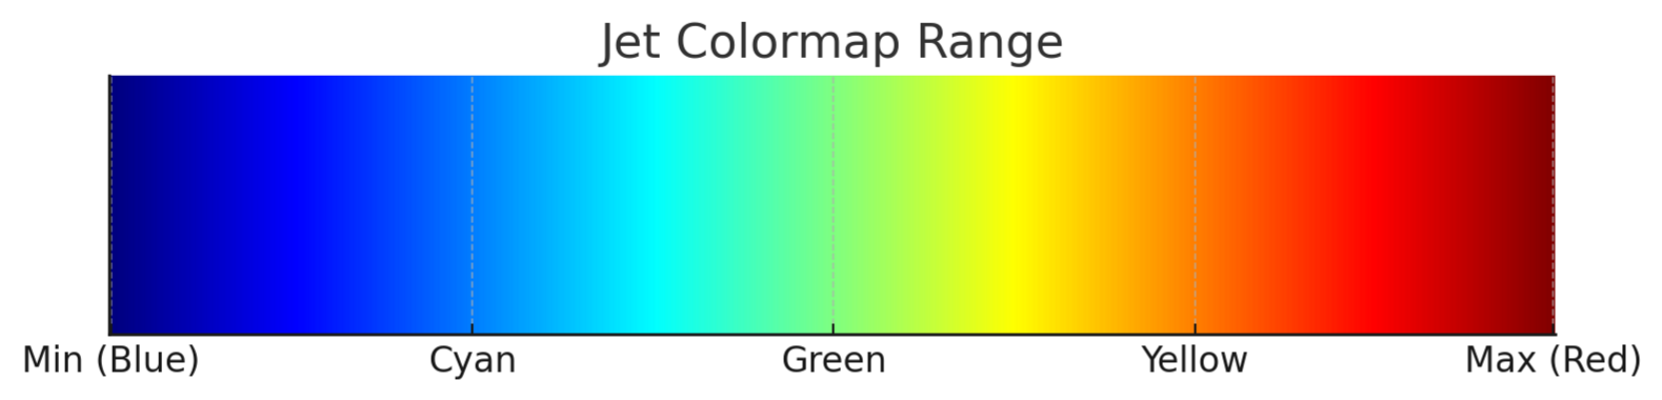 Jet Colormap Range
Min (Blue) Cyan Green Yellow Max (Red)